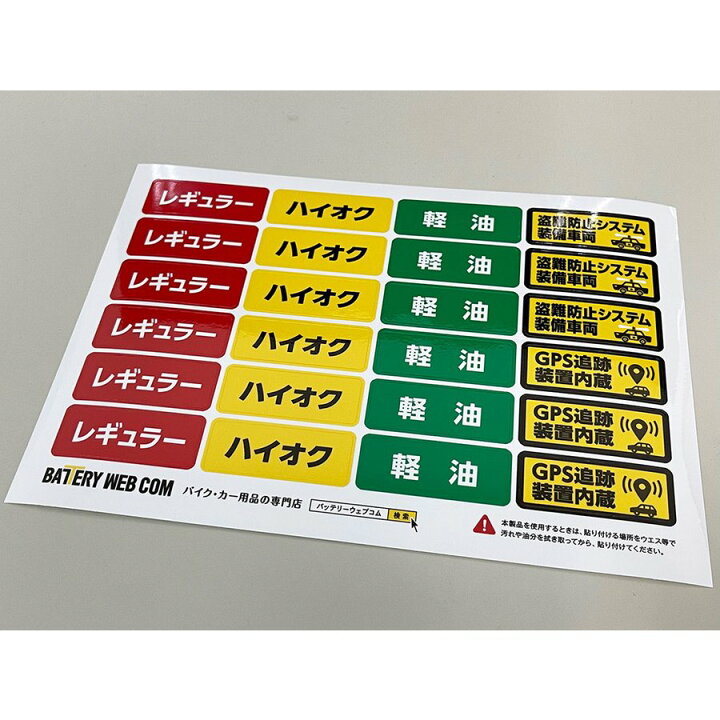 レギュラー
ハイオク
軽油
盗難防止システム
装備車両
レギュラー
ハイオク
軽油
盗難防止システム
装備車両
レギュラー
ハイオク
軽油
盗難防止システム
装備車両
レギュラー
ハイオク
軽油
GPS追跡
装置内蔵
レギュラー
ハイオク
軽油
GPS追跡
装置内蔵
レギュラー
ハイオク
軽油
GPS追跡
装置内蔵
BATTERY WEB COM
バイク・カー用品の専門店
バッテリーウェブコム
検索
本製品を使用するときは、貼り付ける場所をウエス等で
汚れや油分を拭き取ってから、貼り付けてください。